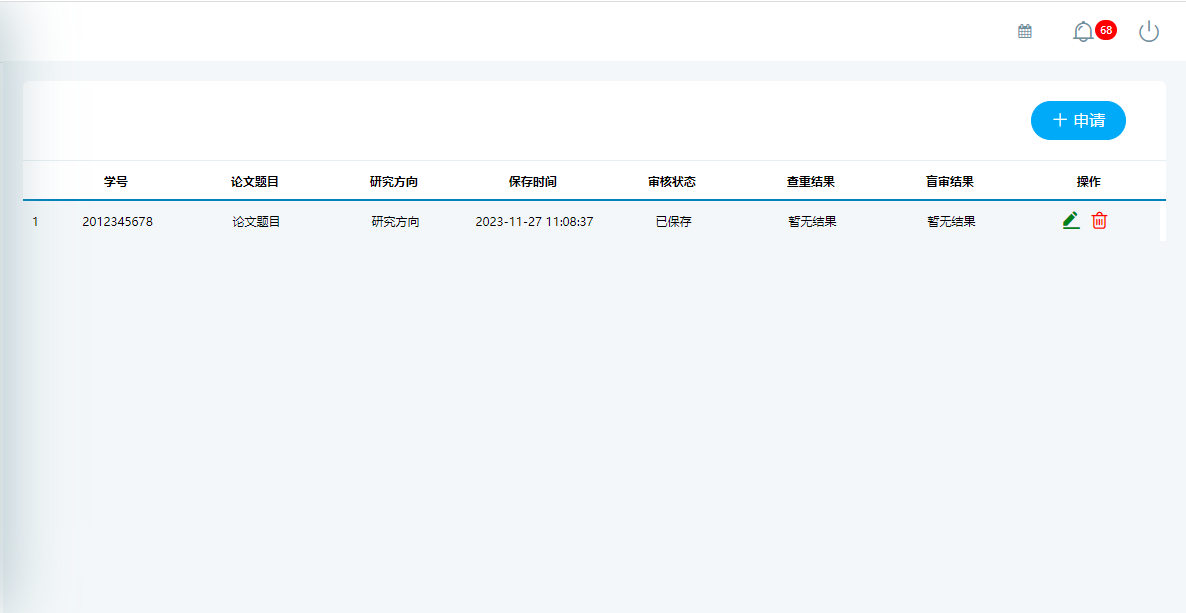 68
申请
学号 论文题目 研究方向 保存时间 审核状态 查重结果 盲审结果 操作
1 2012345678 论文题目 研究方向 2023-11-27 11:08:37 已保存 暂无结果 暂无结果